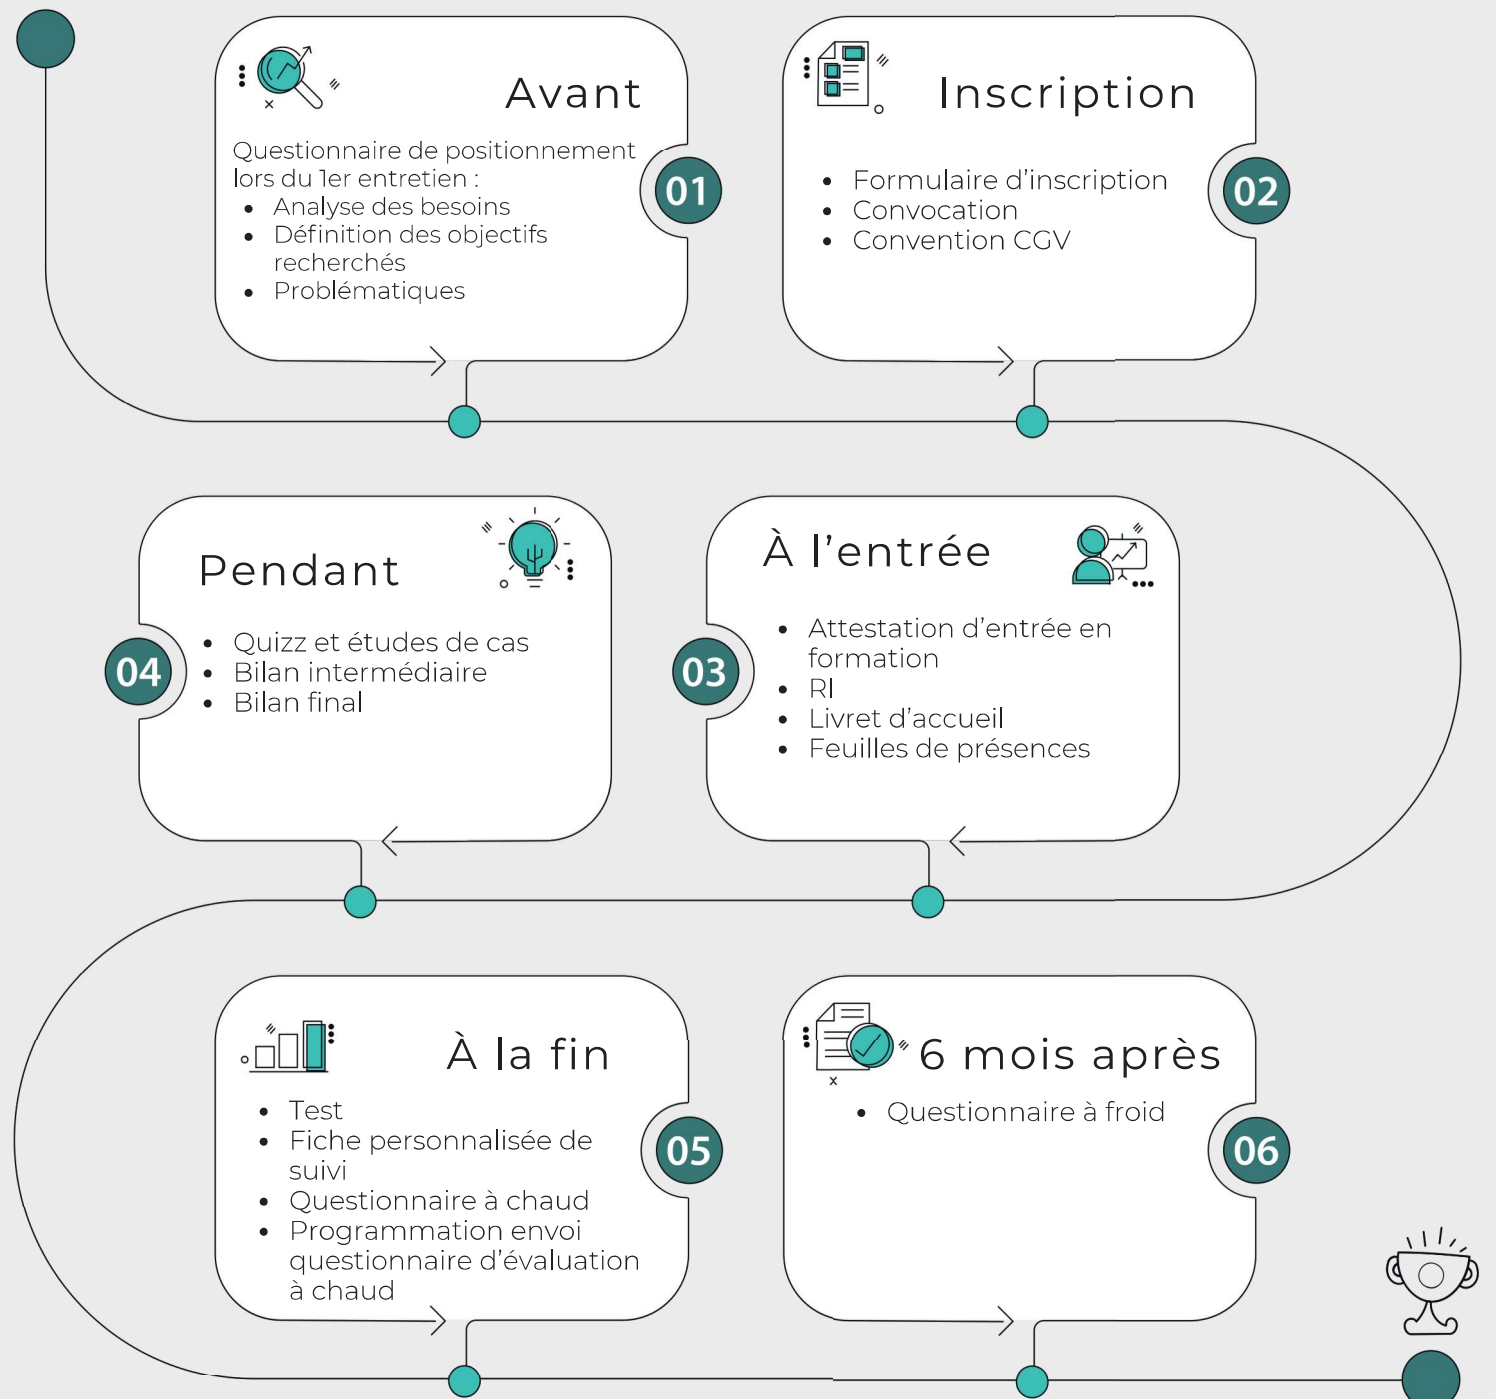 Avant
Questionnaire de positionnement
lors du 1er entretien :
• Analyse des besoins
• Définition des objectifs
recherchés
• Problématiques
01
Inscription
• Formulaire d'inscription
• Convocation
• Convention CGV
02
À l'entrée
• Attestation d'entrée en
formation
• RI
• Livret d'accueil
• Feuilles de présences
03
Pendant
• Quizz et études de cas
• Bilan intermédiaire
• Bilan final
04
À la fin
• Test
• Fiche personnalisée de
suivi
• Questionnaire à chaud
• Programmation envoi
questionnaire d'évaluation
à chaud
05
6 mois après
• Questionnaire à froid
06